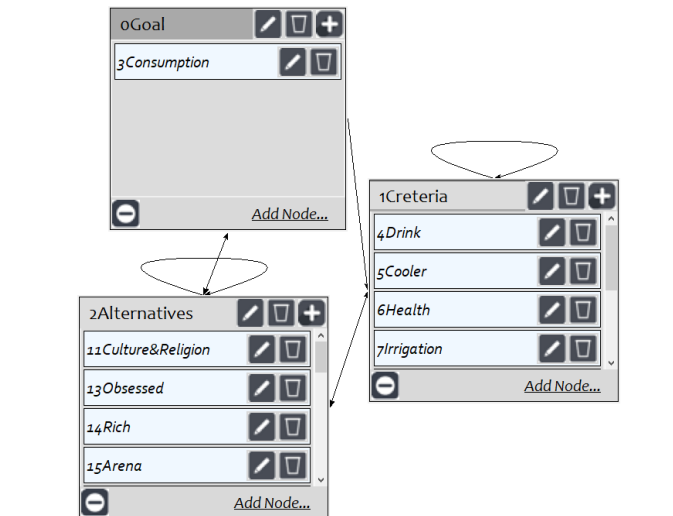 0Goal
3Consumption
Add Node...
1Creteria
4Drink
5Cooler
6Health
7Irrigation
Add Node...
2Alternatives
11Culture&Religion
13Obsessed
14Rich
15Arena
Add Node...